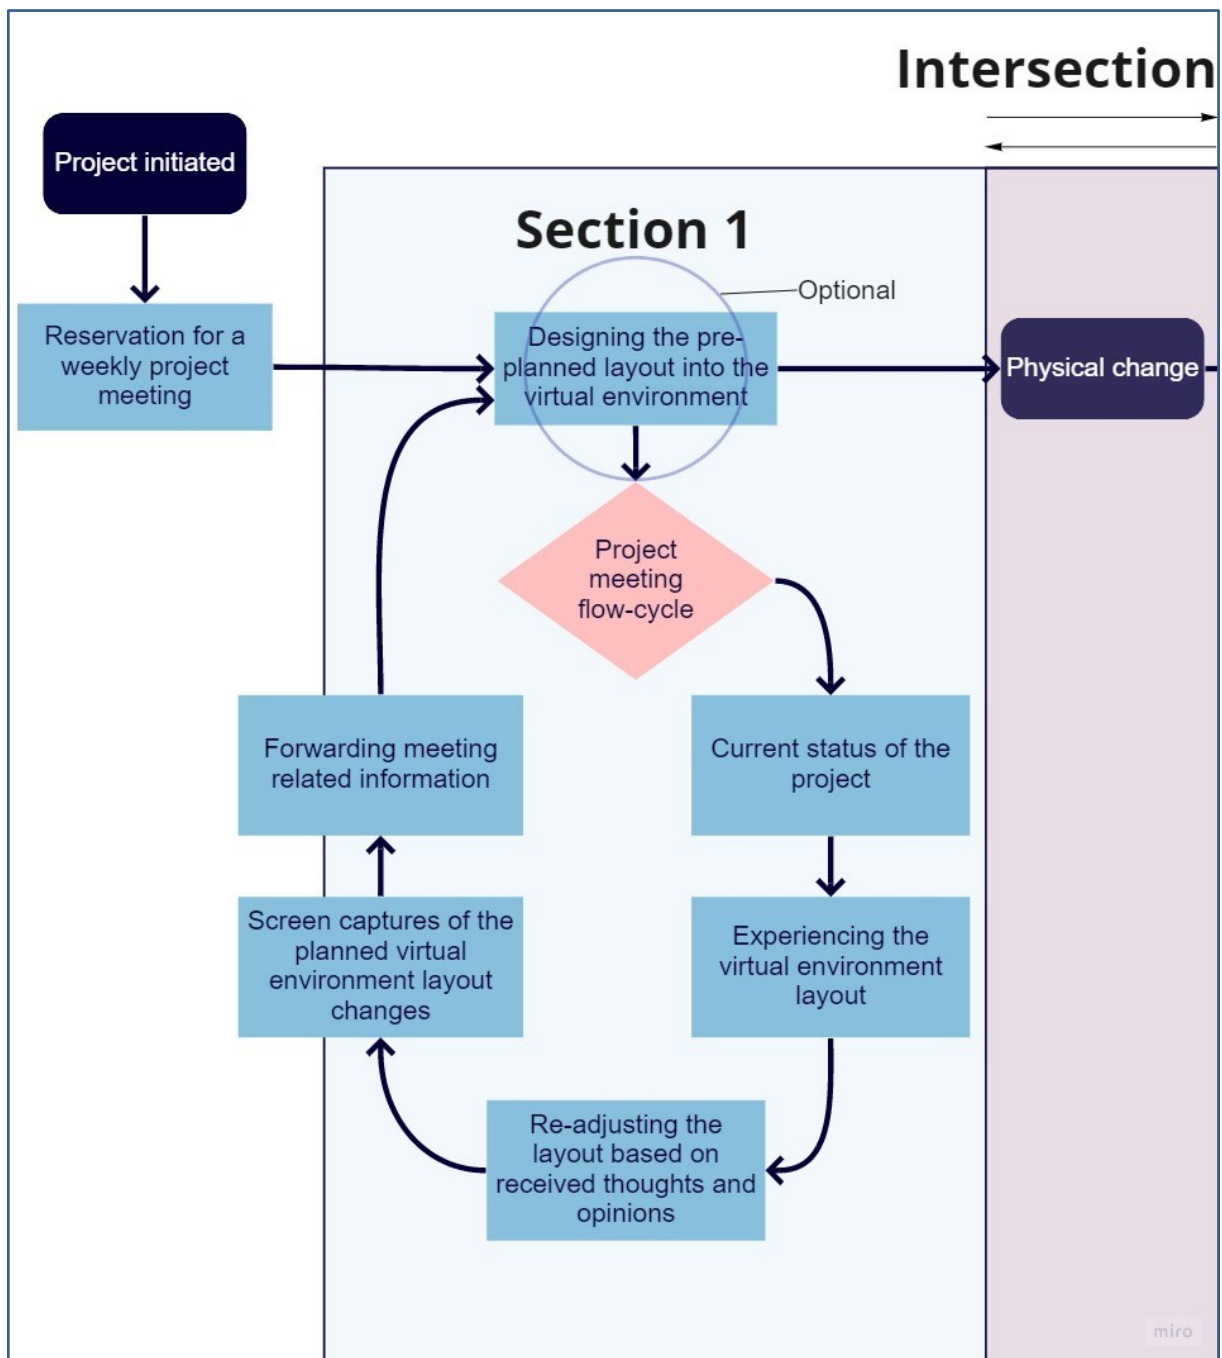 Intersection
Project initiated
Section 1
Optional
Reservation for a
weekly project
meeting
Designing the pre-
planned layout into the
virtual environment
Physical change
Project
meeting
flow-cycle
Forwarding meeting
related information
Current status of the
project
Screen captures of the
planned virtual
environment layout
changes
Experiencing the
virtual environment
layout
Re-adjusting the
layout based on
received thoughts and
opinions
miro